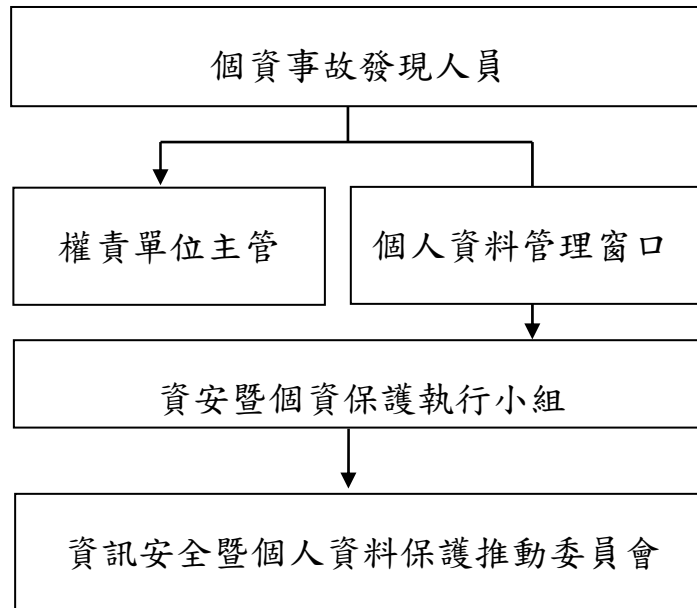 個資事故發現人員
權責單位主管
個人資料管理窗口
資安暨個資保護執行小組
資訊安全暨個人資料保護推動委員會